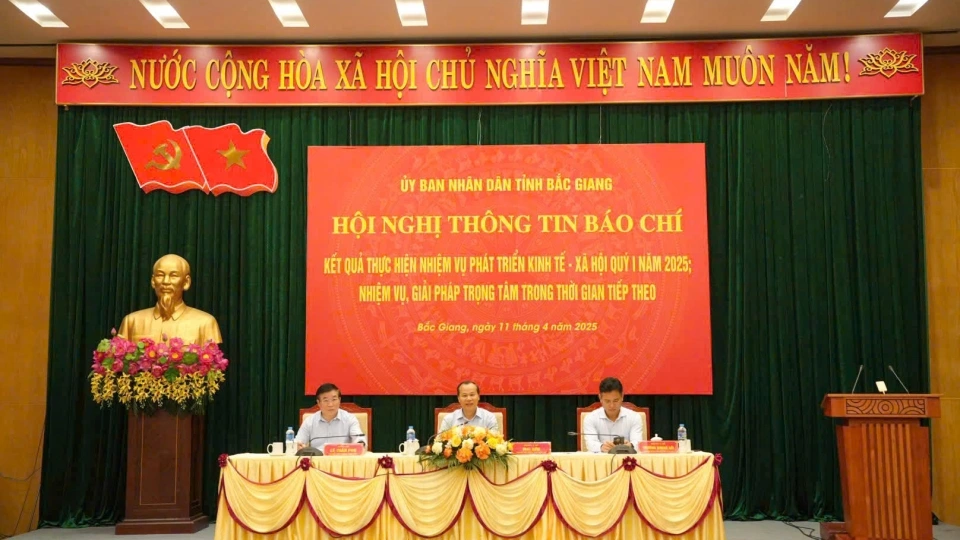 NƯỚC CỘNG HÒA XÃ HỘI CHỦ NGHĨA VIỆT NAM MUÔN NĂM!
ỦY BAN NHÂN DÂN TỈNH BẮC GIANG
HỘI NGHỊ THÔNG TIN BÁO CHÍ
KẾT QUẢ THỰC HIỆN NHIỆM VỤ PHÁT TRIỂN KINH TẾ - XÃ HỘI QUÝ I NĂM 2025;
NHIỆM VỤ, GIẢI PHÁP TRỌNG TÂM TRONG THỜI GIAN TIẾP THEO
Bắc Giang, ngày 11 tháng 4 năm 2025